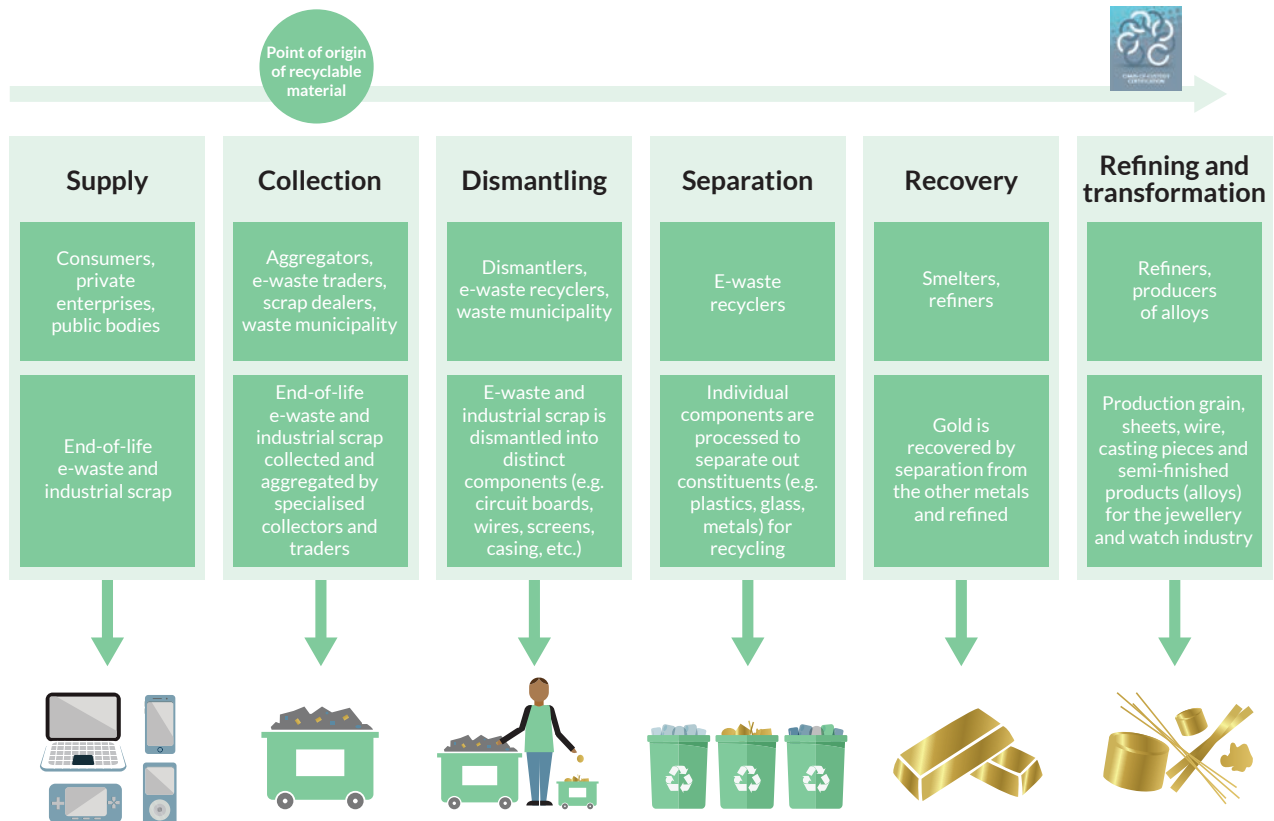 Point of origin
of recyclable
material
CHAIN-OF-CUSTODY
CERTIFICATION
Supply
Consumers,
private
enterprises,
public bodies
End-of-life
e-waste and
industrial scrap
Collection
Aggregators,
e-waste traders,
scrap dealers,
waste municipality
End-of-life
e-waste and
industrial scrap
collected and
aggregated by
specialised
collectors and
traders
Dismantling
Dismantlers,
e-waste recyclers,
waste municipality
E-waste and
industrial scrap is
dismantled into
distinct
components (e.g.
circuit boards,
wires, screens,
casing, etc.)
Separation
E-waste
recyclers
Individual
components are
processed to
separate out
constituents (e.g.
plastics, glass,
metals) for
recycling
Recovery
Smelters,
refiners
Gold is
recovered by
separation from
the other metals
and refined
Refining and
transformation
Refiners,
producers
of alloys
Production grain,
sheets, wire,
casting pieces and
semi-finished
products (alloys)
for the jewellery
and watch industry